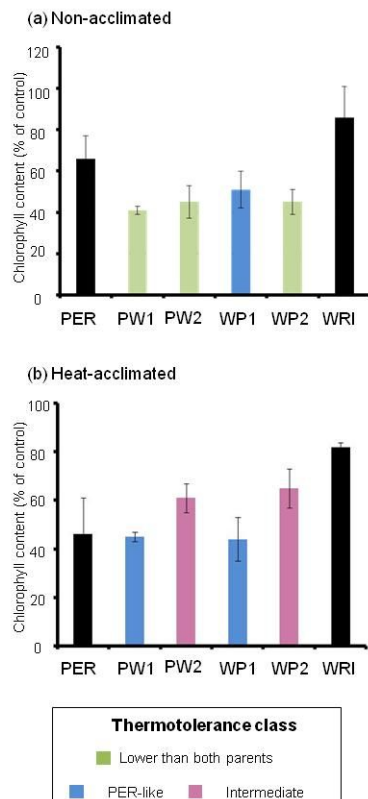 (a) Non-acclimated
Chlorophyll content (% of control)
120
100
80
60
40
20
0
PER PW1 PW2 WP1 WP2 WRI
(b) Heat-acclimated
Chlorophyll content (% of control)
100
80
60
40
20
0
PER PW1 PW2 WP1 WP2 WRI
Thermotolerance class
Lower than both parents
PER-like Intermediate